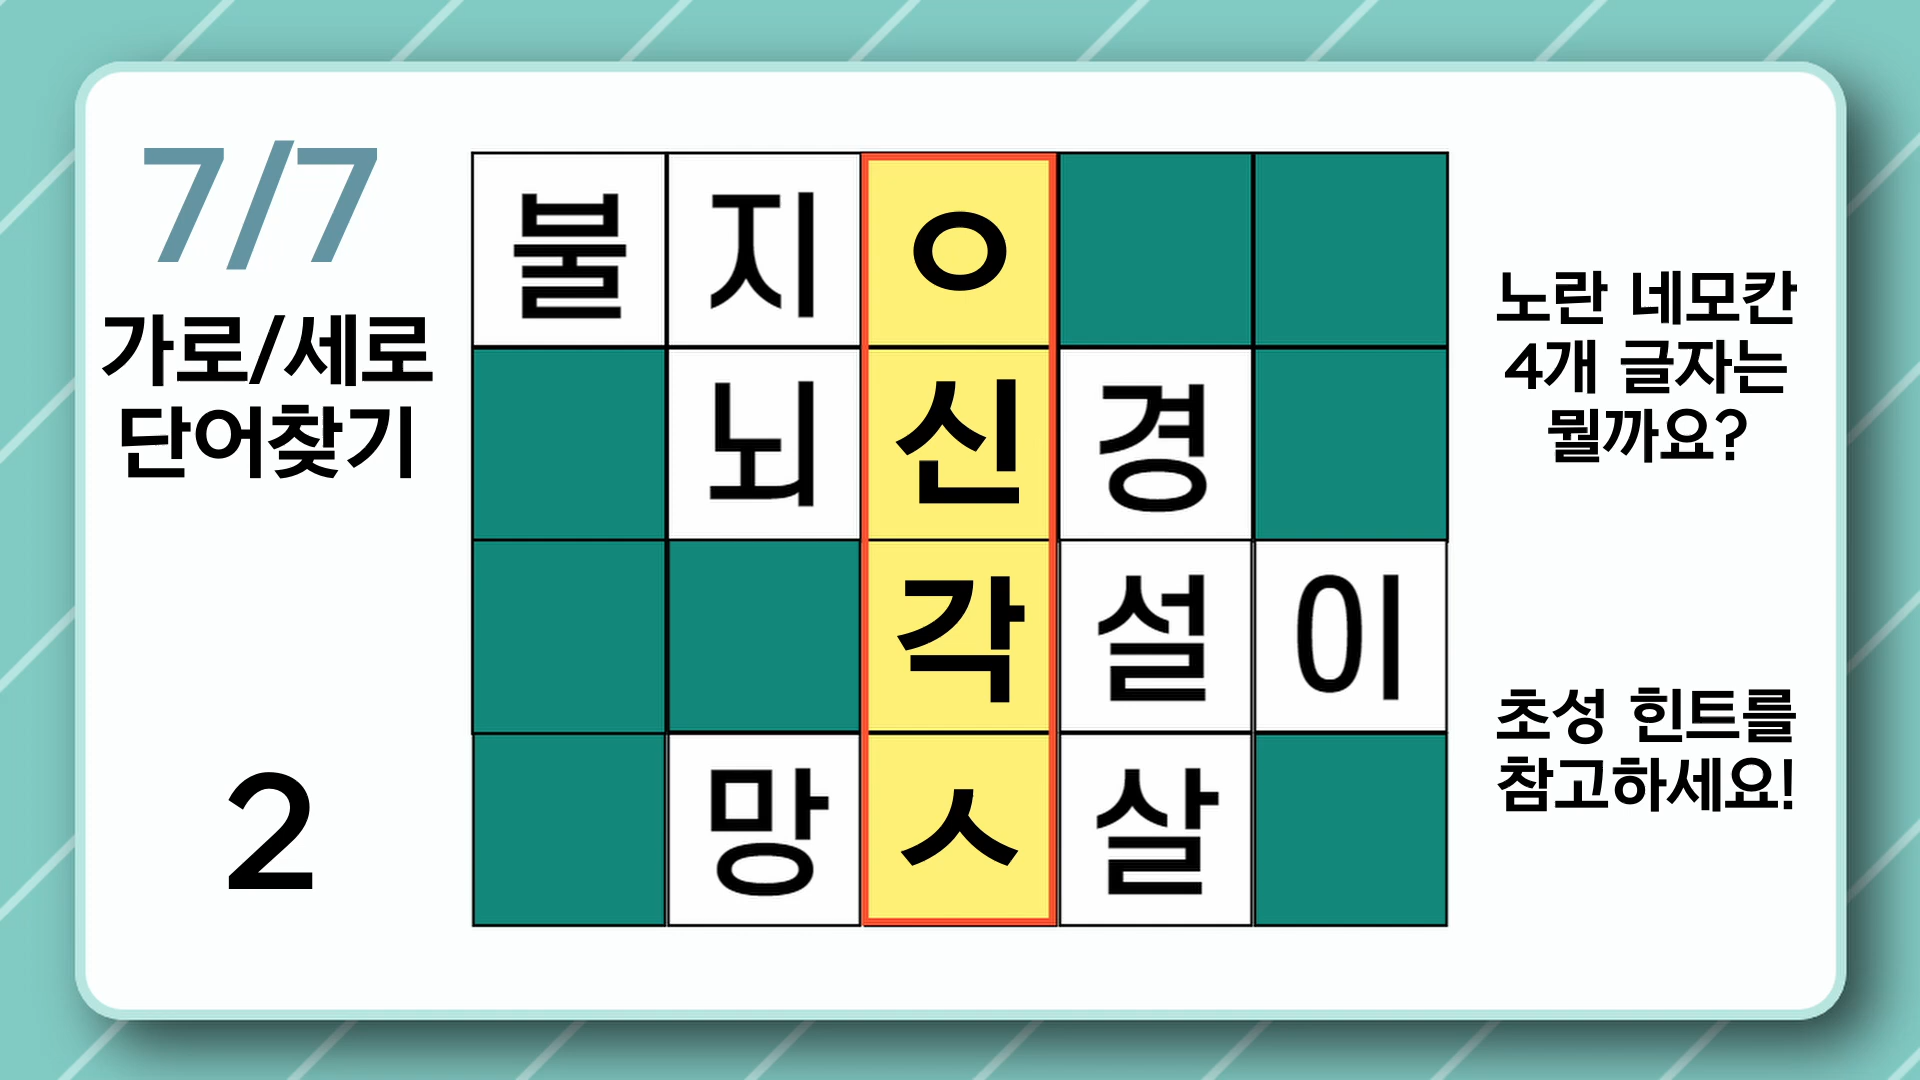 7/7
가로/세로
단어찾기
2
불 지 ㅇ
뇌 신 경
각 설 이
망 ㅅ 살
노란 네모칸
4개 글자는
뭘까요?
초성 힌트를
참고하세요!